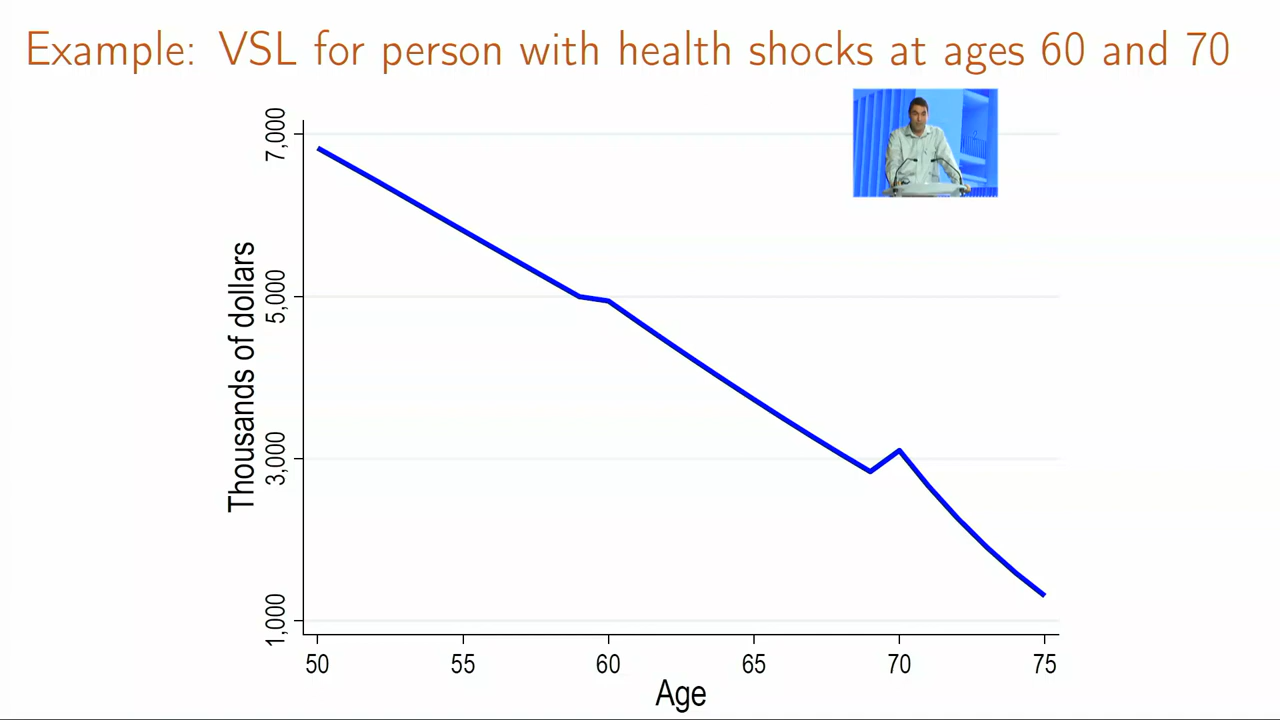 Example: VSL for person with health shocks at ages 60 and 70
Thousands of dollars
7,000
5,000
3,000
1,000
50 55 60 65 70 75
Age